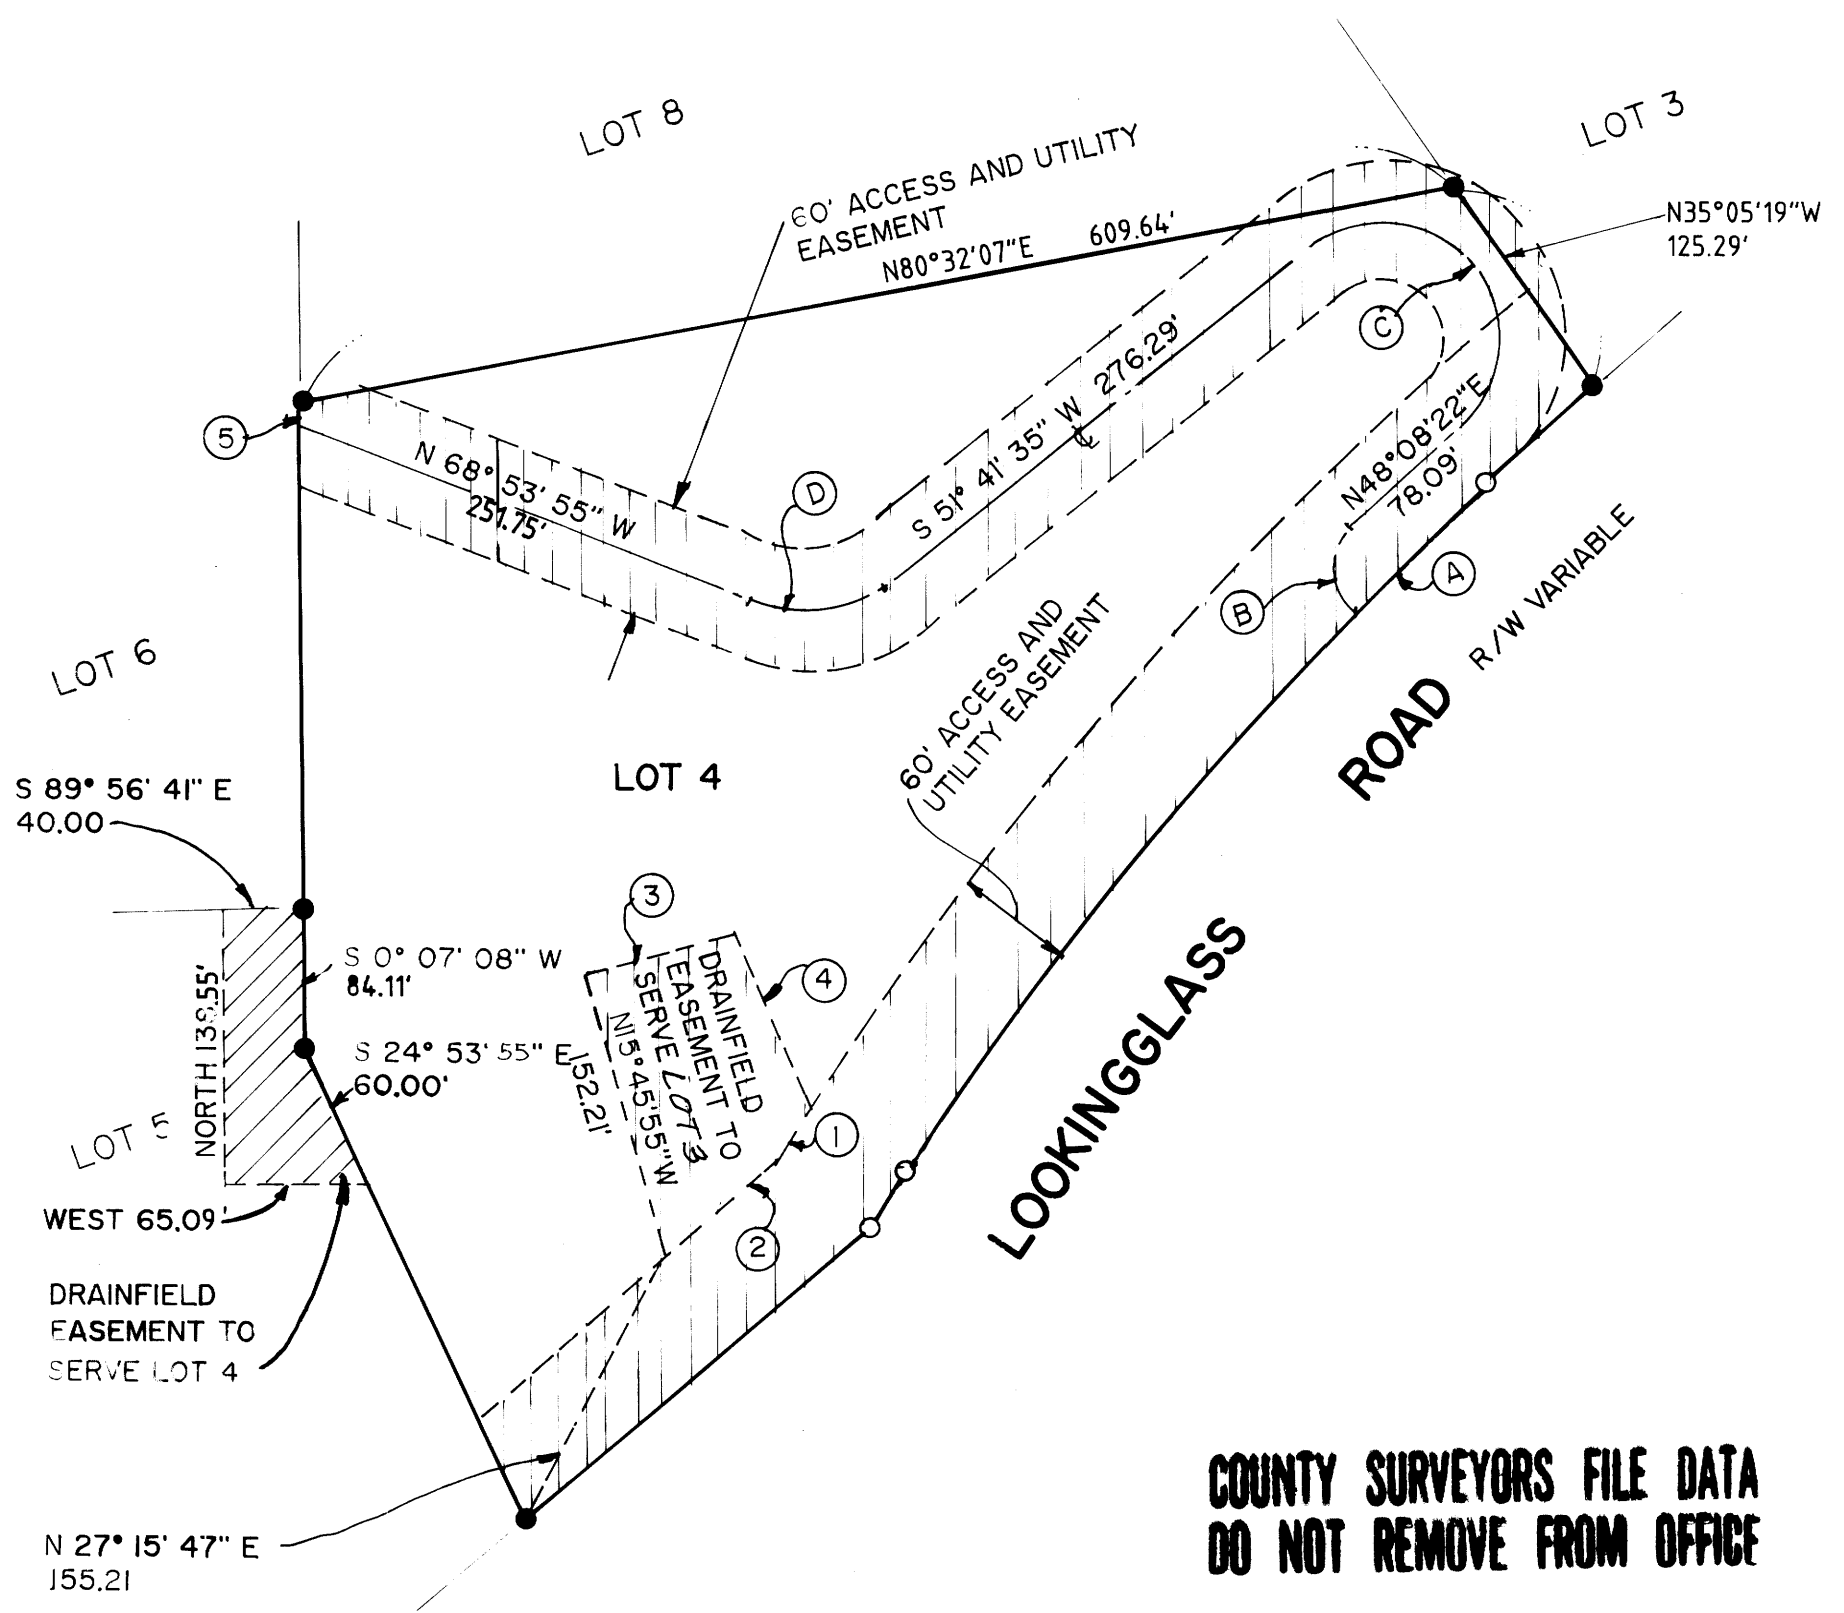 LOT 8
LOT 3
60' ACCESS AND UTILITY
EASEMENT
N80°32'07"E 609.64'
N35°05'19"W
125.29'
C
5
N 68° 53' 55" W
251.75'
D
S 51° 41' 35" W 276.29'
N48°08'22"E
78.09'
A
B
60' ACCESS AND
UTILITY EASEMENT
ROAD R/W VARIABLE
LOT 6
LOT 4
S 89° 56' 41" E
40.00
3
S 0° 07' 08" W
84.11'
4
DRAINFIELD
EASEMENT TO
SERVE LOT 3
N15°45'55"W
152.21'
S 24° 53' 55" E
60.00'
NORTH
LOT 5
1
2
LOOKINGGLASS
WEST 65.09'
DRAINFIELD
EASEMENT TO
SERVE LOT 4
N 27° 15' 47" E
155.21
COUNTY SURVEYORS FILE DATA
DO NOT REMOVE FROM OFFICE